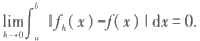 lim_{h→0} ∫_a^b |f_h(x)-f(x)|dx=0.